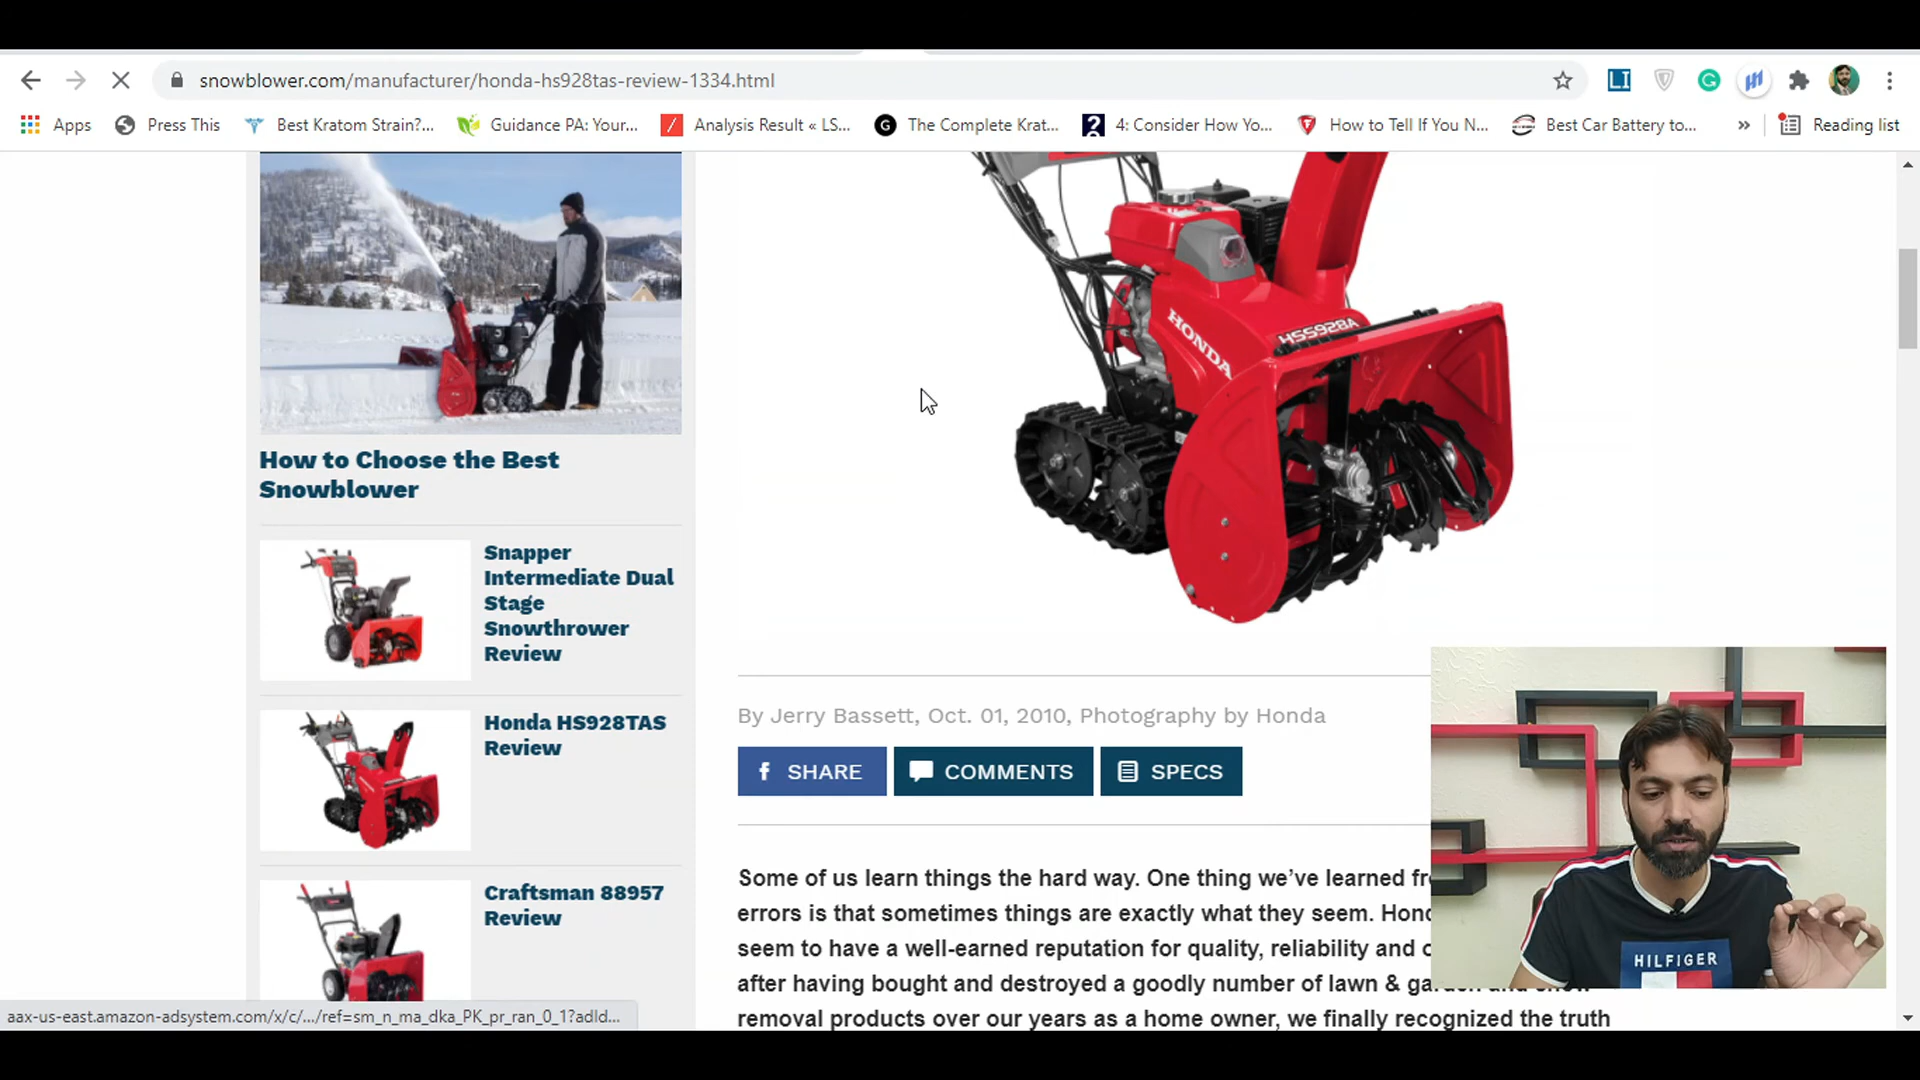 snowblower.com/manufacturer/honda-hs928tas-review-1334.html
Apps
Press This
Best Kratom Strain?...
Guidance PA: Your...
Analysis Result « LS...
The Complete Krat...
4: Consider How Yo...
How to Tell If You N...
Best Car Battery to...
»
Reading list
HONDA
HSS928A
How to Choose the Best
Snowblower
Snapper
Intermediate Dual
Stage
Snowthrower
Review
Honda HS928TAS
Review
Craftsman 88957
Review
By Jerry Bassett, Oct. 01, 2010, Photography by Honda
SHARE
COMMENTS
SPECS
Some of us learn things the hard way. One thing we've learned
errors is that sometimes things are exactly what they seem.
seem to have a well-earned reputation for quality, reliability and
after having bought and destroyed a goodly number of lawn &
removal products over our years as a home owner, we finally recognized the truth
HILFIGER
aax-us-east.amazon-adsystem.com/x/c/.../ref=sm_n_ma_dka_PK_pr_ran_0_1?adId...